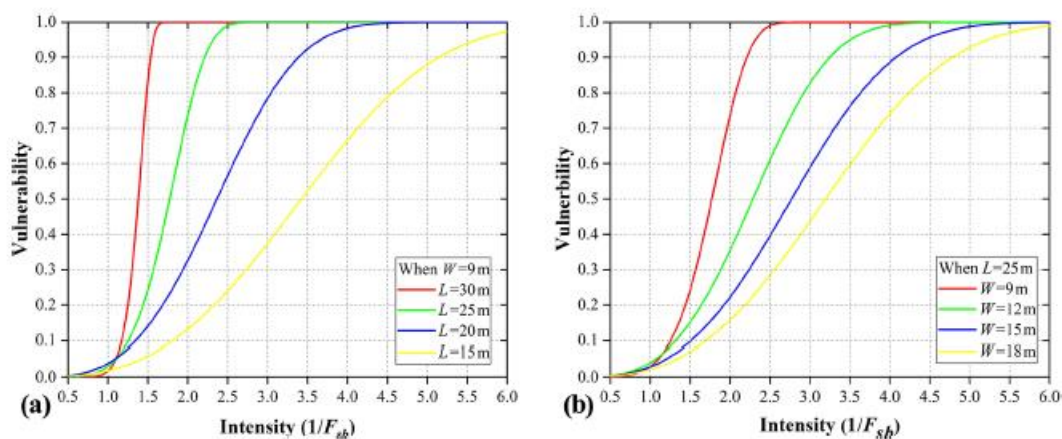 1.0
0.9
0.8
0.7
0.6
0.5
0.4
0.3
0.2
0.1
0.0
Vulnerability
When W=9m
L=30m
L=25m
L=20m
L=15m
0.5 1.0 1.5 2.0 2.5 3.0 3.5 4.0 4.5 5.0 5.5 6.0
(a)
Intensity (1/Fsb)
1.0
0.9
0.8
0.7
0.6
0.5
0.4
0.3
0.2
0.1
0.0
Vulnerbility
When L=25m
W=9m
W=12m
W=15m
W=18m
0.5 1.0 1.5 2.0 2.5 3.0 3.5 4.0 4.5 5.0 5.5 6.0
(b)
Intensity (1/Fsb)